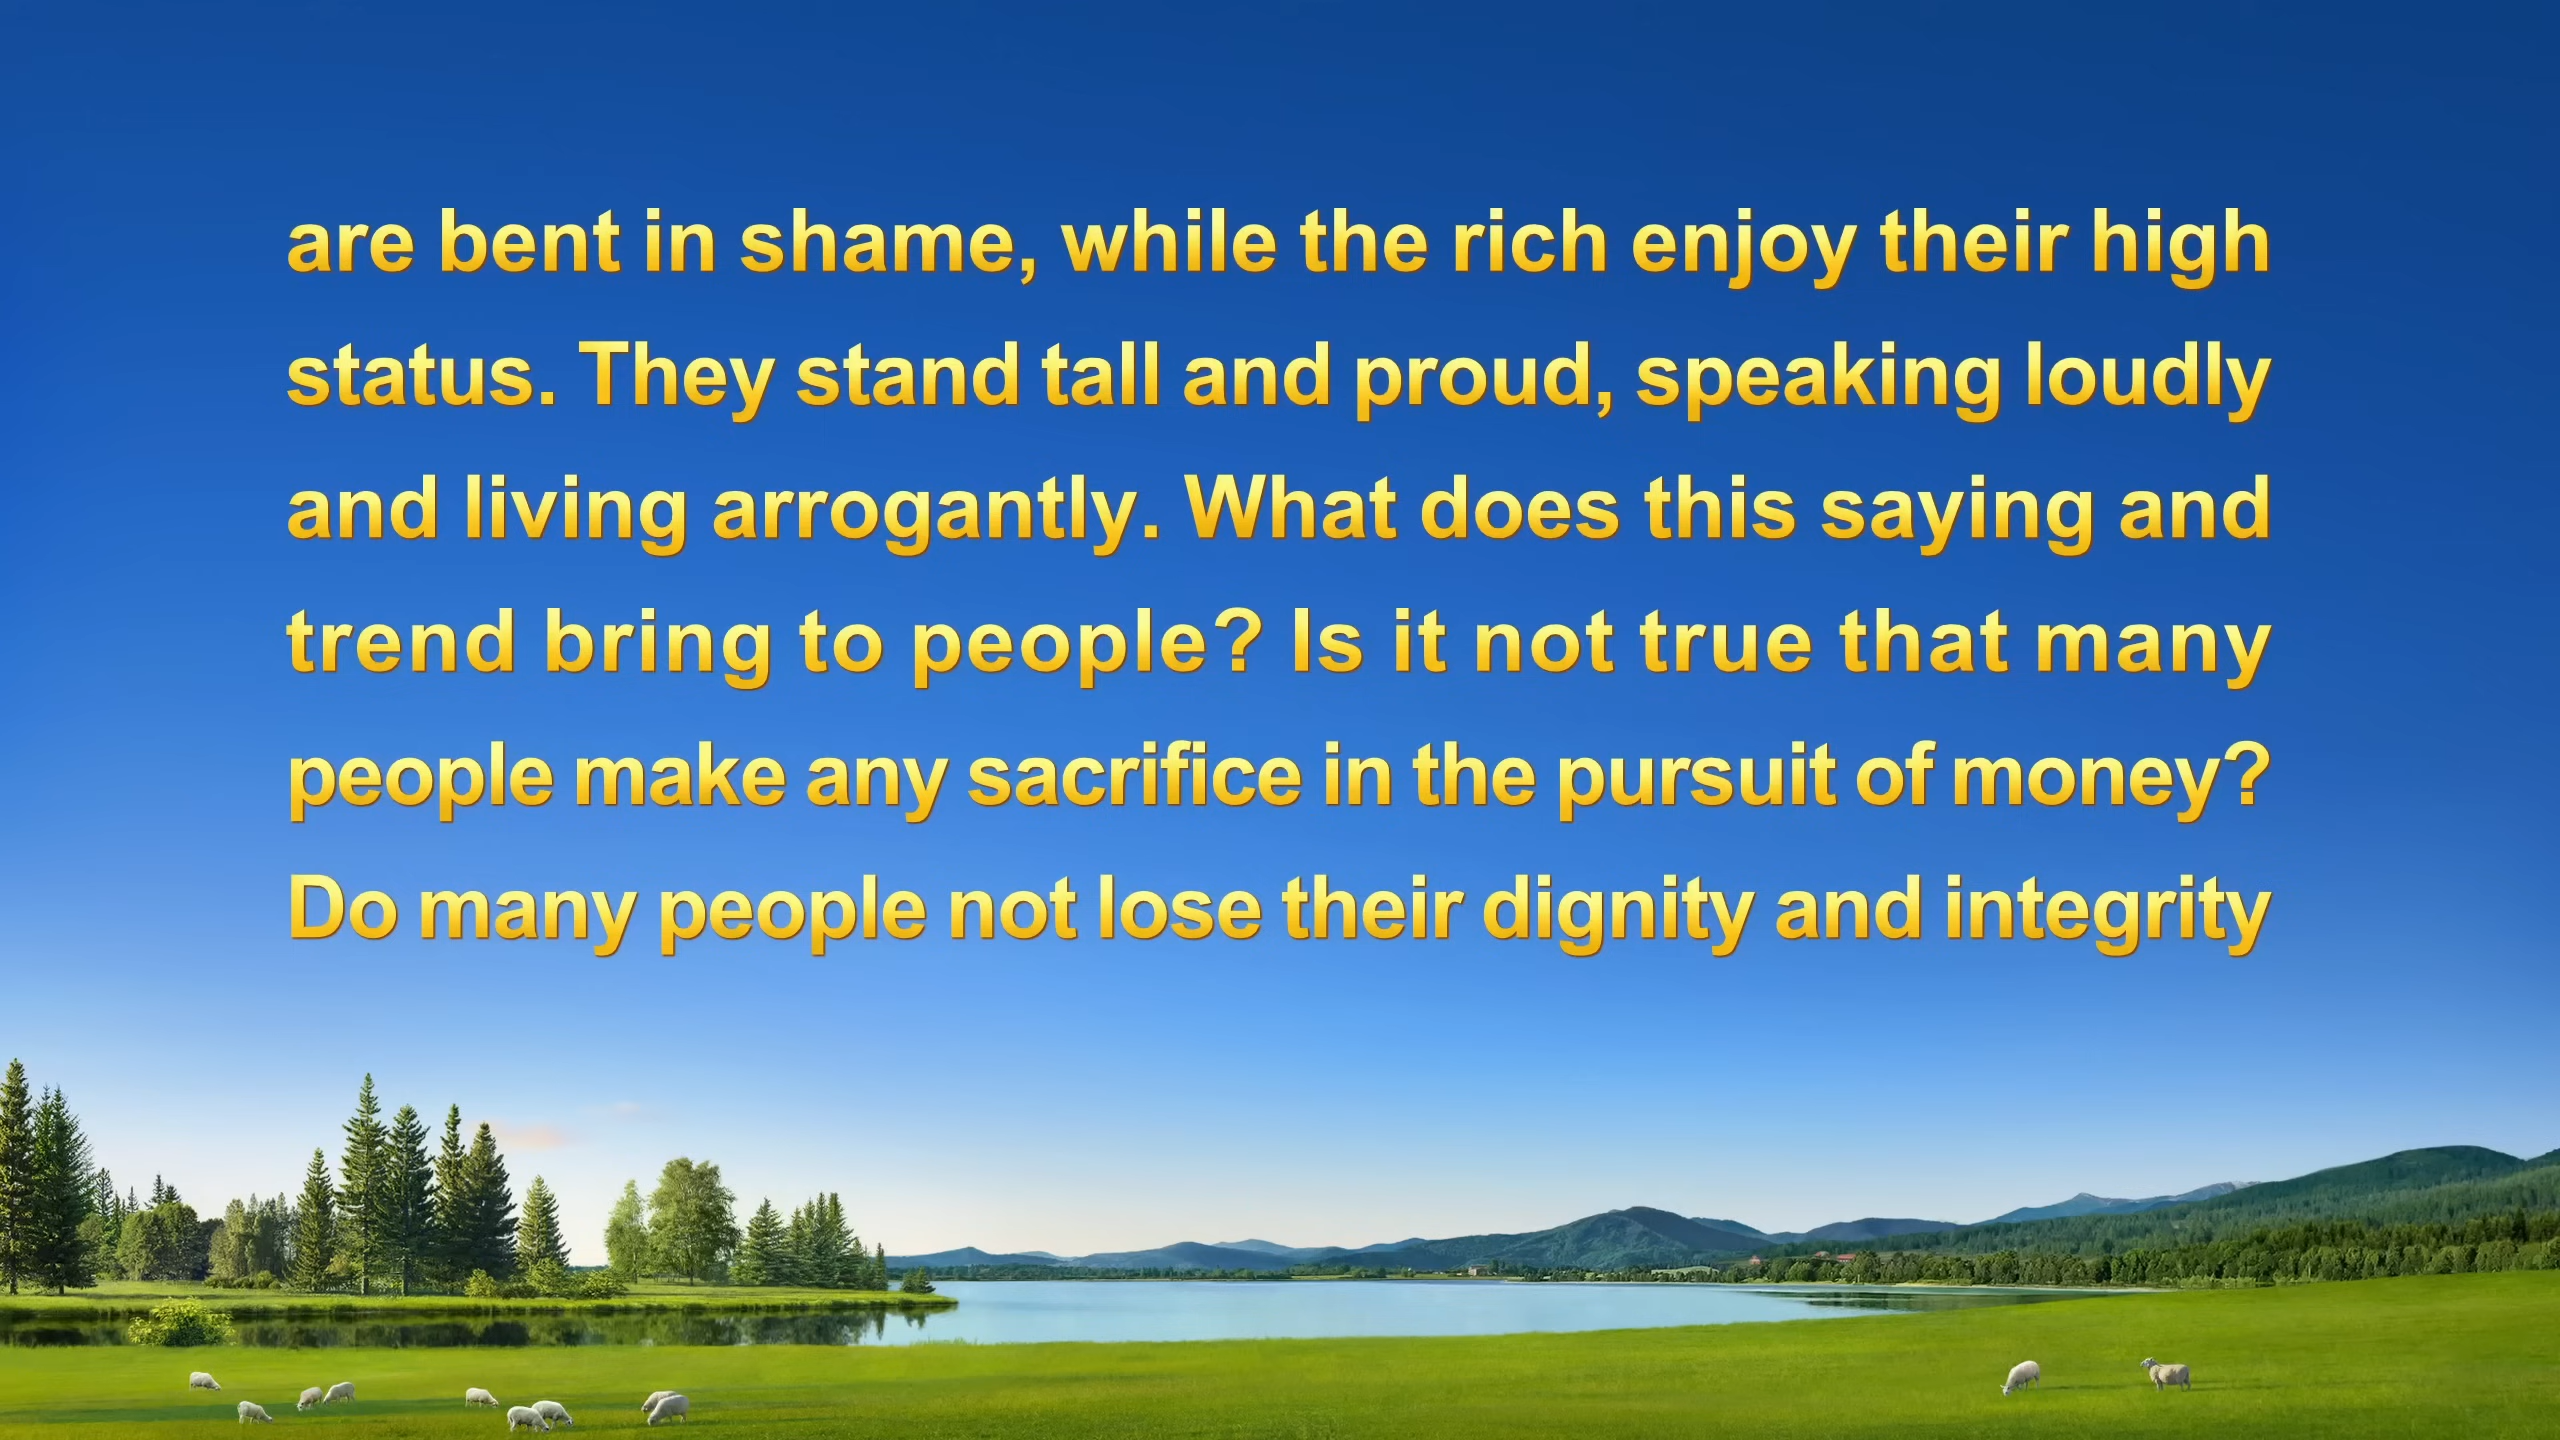 are bent in shame, while the rich enjoy their high
status. They stand tall and proud, speaking loudly
and living arrogantly. What does this saying and
trend bring to people? Is it not true that many
people make any sacrifice in the pursuit of money?
Do many people not lose their dignity and integrity